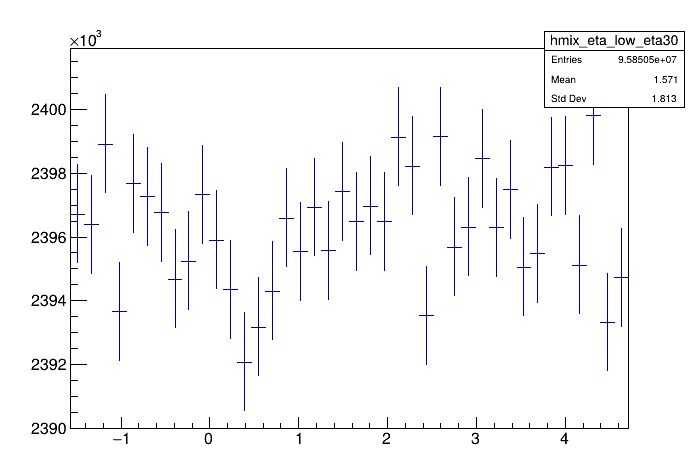 ×10³
hmix_eta_low_eta30
Entries 9.58505e+07
Mean 1.571
Std Dev 1.813
2400
2398
2396
2394
2392
2390
−1 0 1 2 3 4